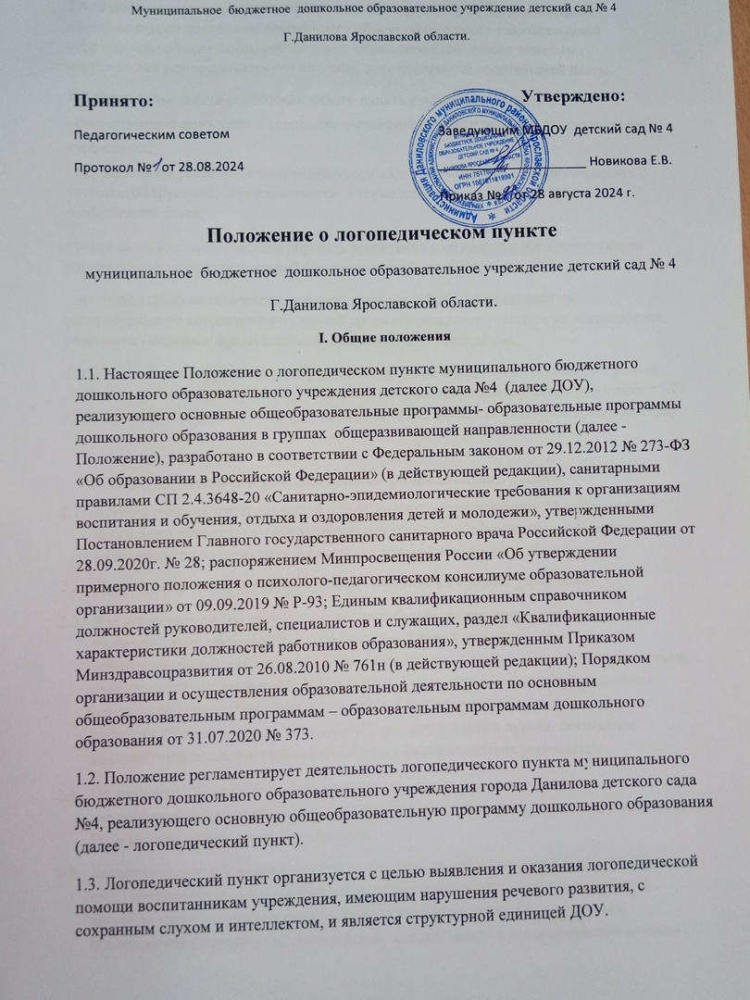 Муниципальное бюджетное дошкольное образовательное учреждение детский сад № 4
Г.Данилова Ярославской области.
Принято:
Утверждено:
Педагогическим советом
Заведующим МБДОУ детский сад № 4
Протокол №1 от 28.08.2024
Новикова Е.В.
Приказ № от 28 августа 2024 г.
Положение о логопедическом пункте
муниципальное бюджетное дошкольное образовательное учреждение детский сад № 4
Г.Данилова Ярославской области.
I. Общие положения
1.1. Настоящее Положение о логопедическом пункте муниципального бюджетного
дошкольного образовательного учреждения детского сада №4 (далее ДОУ),
реализующего основные общеобразовательные программы- образовательные программы
дошкольного образования в группах общеразвивающей направленности (далее -
Положение), разработано в соответствии с Федеральным законом от 29.12.2012 № 273-ФЗ
«Об образовании в Российской Федерации» (в действующей редакции), санитарными
правилами СП 2.4.3648-20 «Санитарно-эпидемиологические требования к организациям
воспитания и обучения, отдыха и оздоровления детей и молодежи», утвержденными
Постановлением Главного государственного санитарного врача Российской Федерации от
28.09.2020г. № 28; распоряжением Минпросвещения России «Об утверждении
примерного положения о психолого-педагогическом консилиуме образовательной
организации» от 09.09.2019 № Р-93; Единым квалификационным справочником
должностей руководителей, специалистов и служащих, раздел «Квалификационные
характеристики должностей работников образования», утвержденным Приказом
Минздравсоцразвития от 26.08.2010 № 761н (в действующей редакции); Порядком
организации и осуществления образовательной деятельности по основным
общеобразовательным программам – образовательным программам дошкольного
образования от 31.07.2020 № 373.
1.2. Положение регламентирует деятельность логопедического пункта муниципального
бюджетного дошкольного образовательного учреждения города Данилова детского сада
№4, реализующего основную общеобразовательную программу дошкольного образования
(далее - логопедический пункт).
1.3. Логопедический пункт организуется с целью выявления и оказания логопедической
помощи воспитанникам учреждения, имеющим нарушения речевого развития, с
сохранным слухом и интеллектом, и является структурной единицей ДОУ.